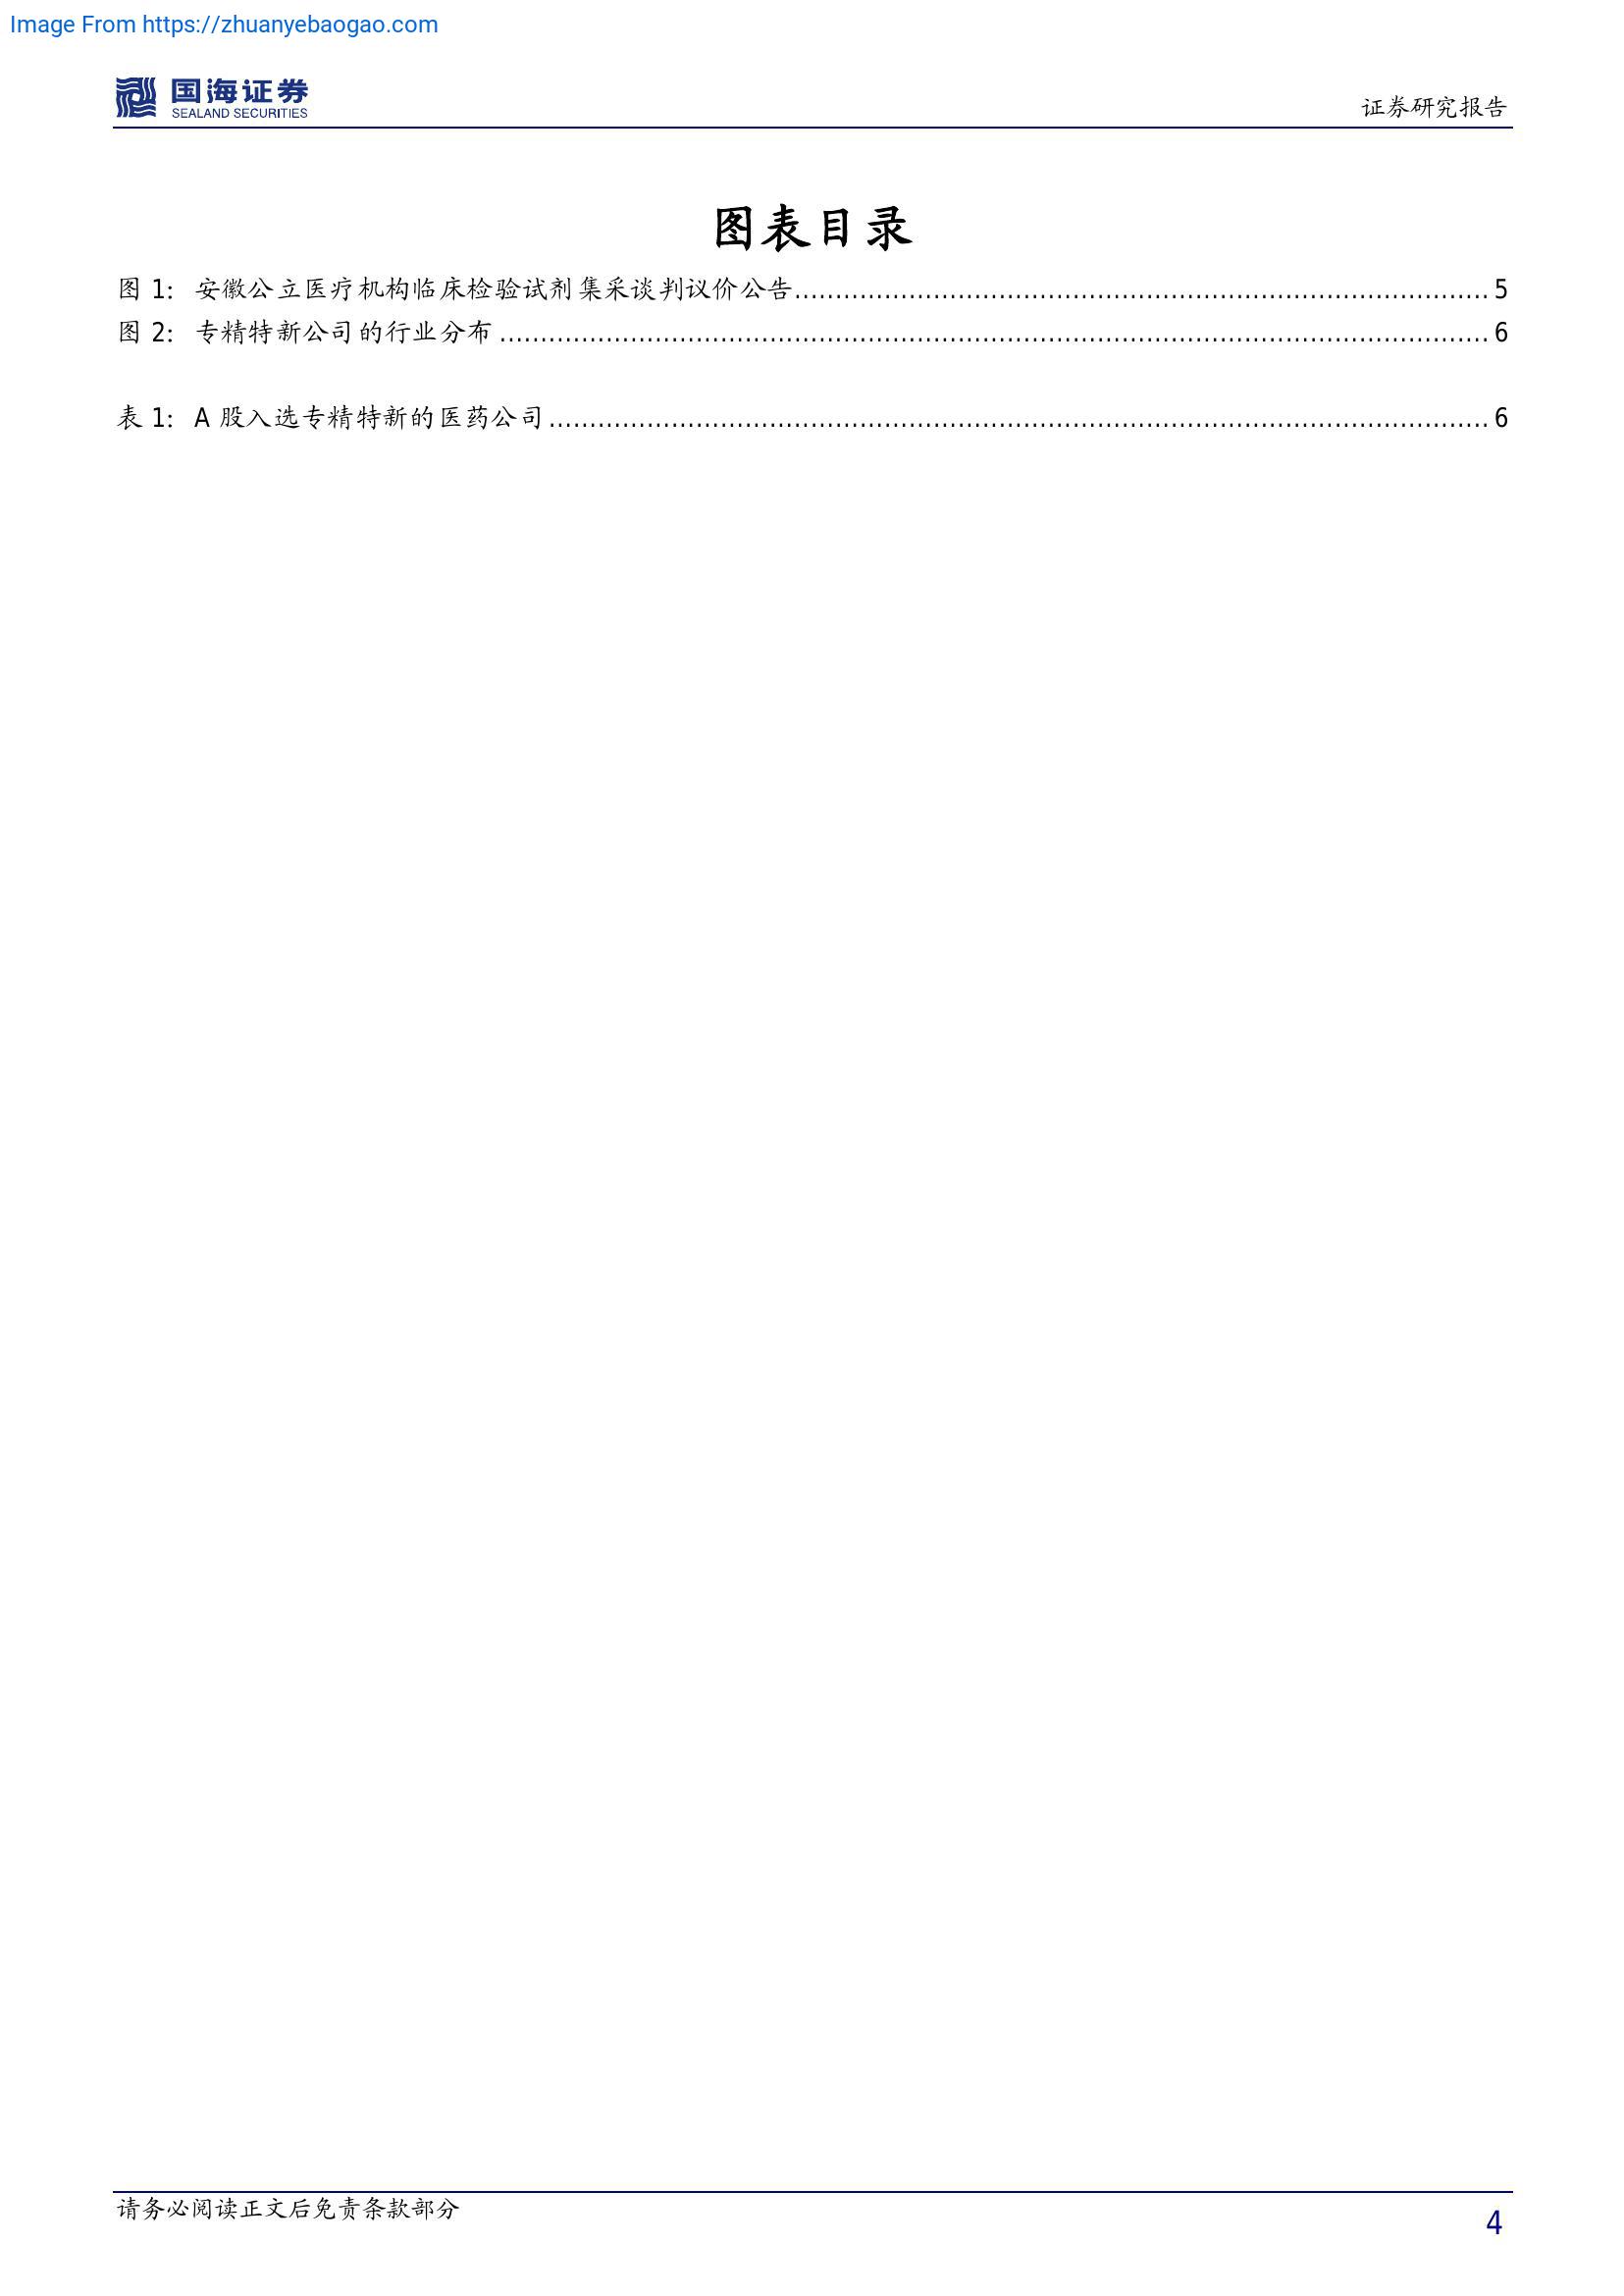 Image From https://zhuanyebaogao.com
国海证券
SEALAND SECURITIES
证券研究报告
图表目录
图 1: 安徽公立医疗机构临床检验试剂集采谈判议价公告.....................................................................................5
图 2: 专精特新公司的行业分布.........................................................................................................................6
表 1: A 股入选专精特新的医药公司...................................................................................................................6
请务必阅读正文后免责条款部分
4